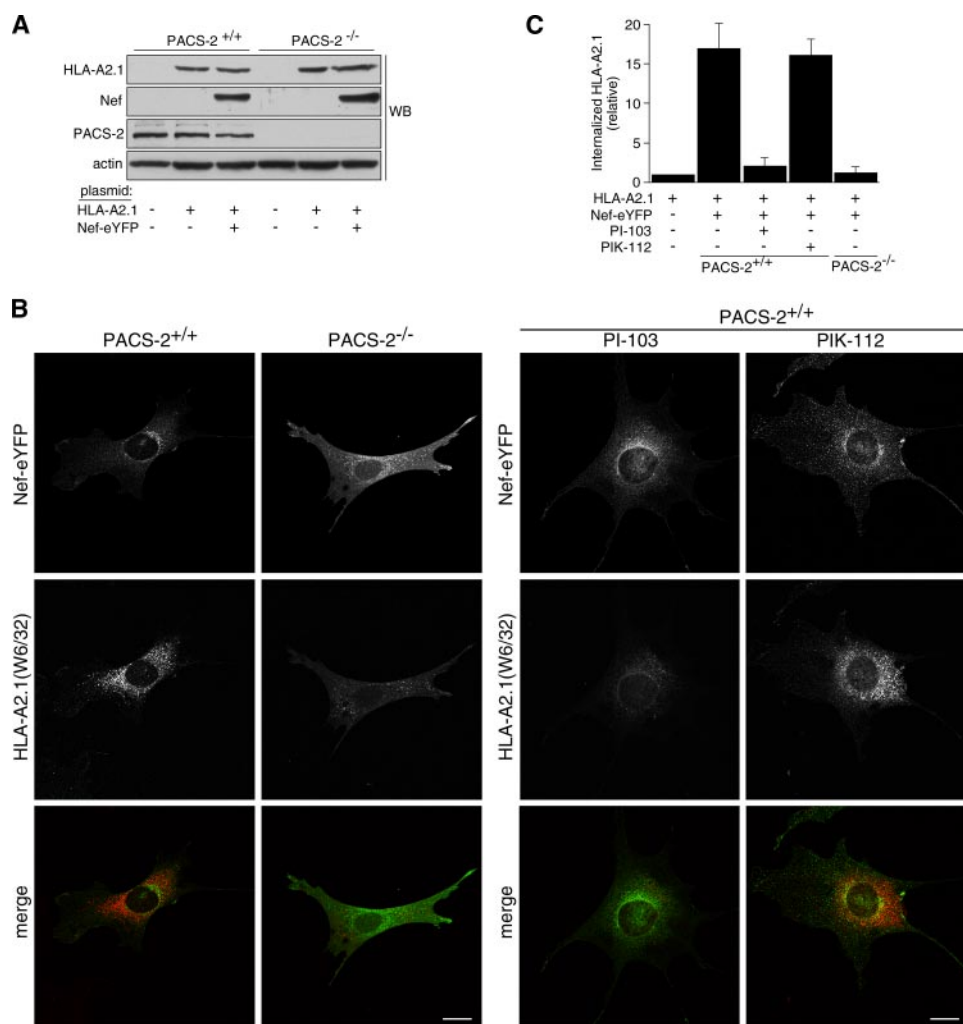 A
PACS-2 +/+ PACS-2 -/-
HLA-A2.1
Nef
PACS-2
actin
WB
plasmid:
HLA-A2.1 - + + - + +
Nef-eYFP - - + - - +
C
Internalized HLA-A2.1
(relative)
20
15
10
5
0
HLA-A2.1 + + + + +
Nef-eYFP - + + + +
PI-103 - - + - -
PIK-112 - - - + -
PACS-2+/+ PACS-2-/-
B
PACS-2+/+ PACS-2-/-
PACS-2+/+
PI-103 PIK-112
Nef-eYFP
HLA-A2.1(W6/32)
merge
Nef-eYFP
HLA-A2.1(W6/32)
merge